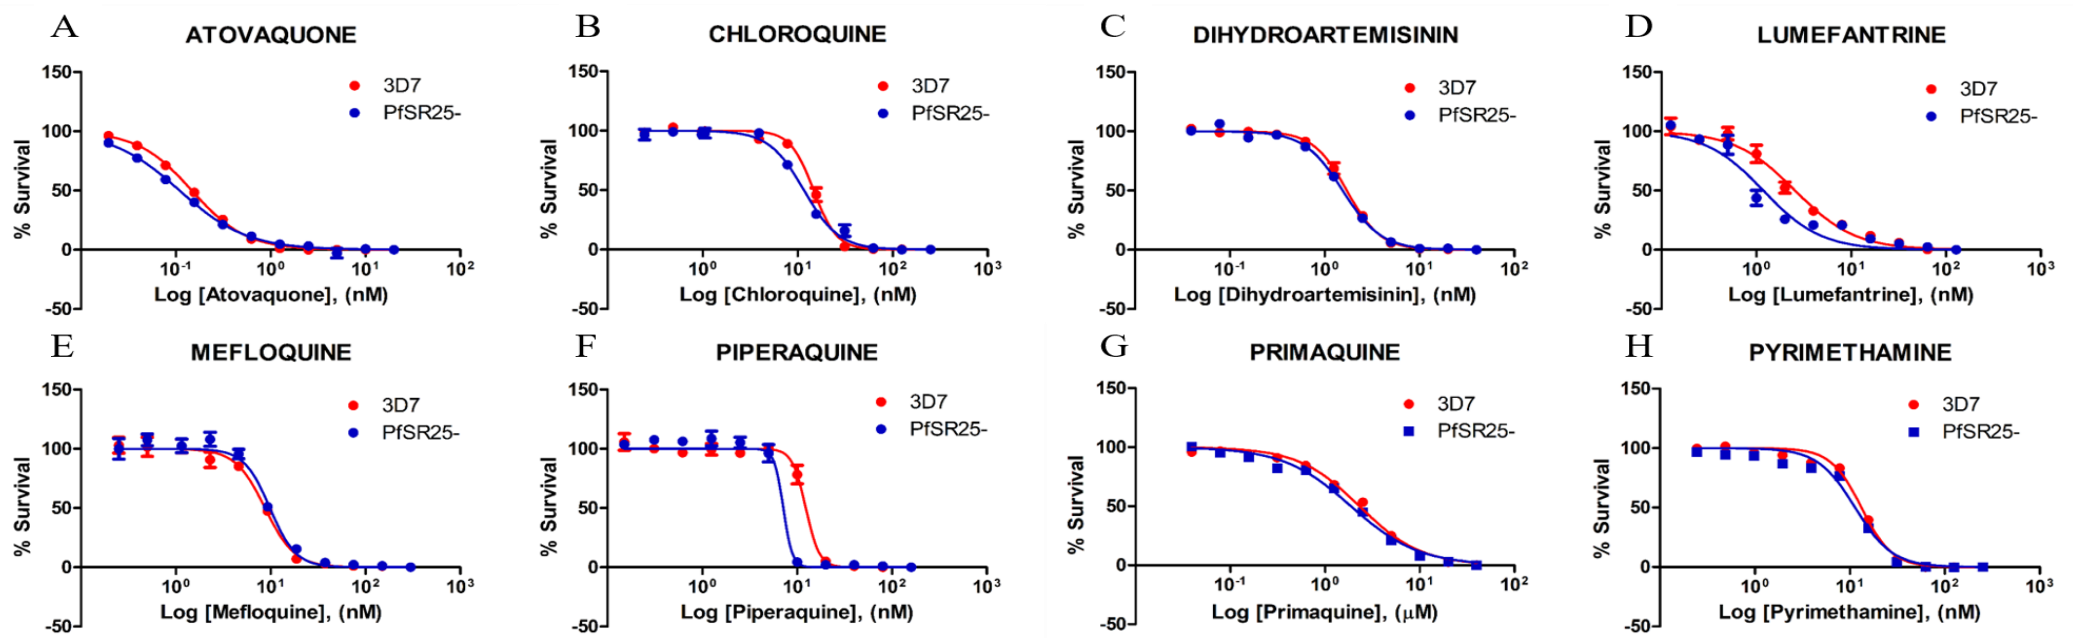 A
ATOVAQUONE
150
100
50
0
-50
% Survival
3D7
PfSR25-
10-1
100
101
102
Log [Atovaquone], (nM)
B
CHLOROQUINE
150
100
50
0
-50
% Survival
3D7
PfSR25-
100
101
102
103
Log [Chloroquine], (nM)
C
DIHYDROARTEMISININ
150
100
50
0
-50
% Survival
3D7
PfSR25-
10-1
100
101
102
Log [Dihydroartemisinin], (nM)
D
LUMEFANTRINE
150
100
50
0
-50
% Survival
3D7
PfSR25-
100
101
102
103
Log [Lumefantrine], (nM)
E
MEFLOQUINE
150
100
50
0
-50
% Survival
3D7
PfSR25-
100
101
102
103
Log [Mefloquine], (nM)
F
PIPERAQUINE
150
100
50
0
-50
% Survival
3D7
PfSR25-
100
101
102
103
Log [Piperaquine], (nM)
G
PRIMAQUINE
150
100
50
0
-50
% Survival
3D7
PfSR25-
10-1
100
101
102
Log [Primaquine], (μM)
H
PYRIMETHAMINE
150
100
50
0
-50
% Survival
3D7
PfSR25-
100
101
102
103
Log [Pyrimethamine], (nM)